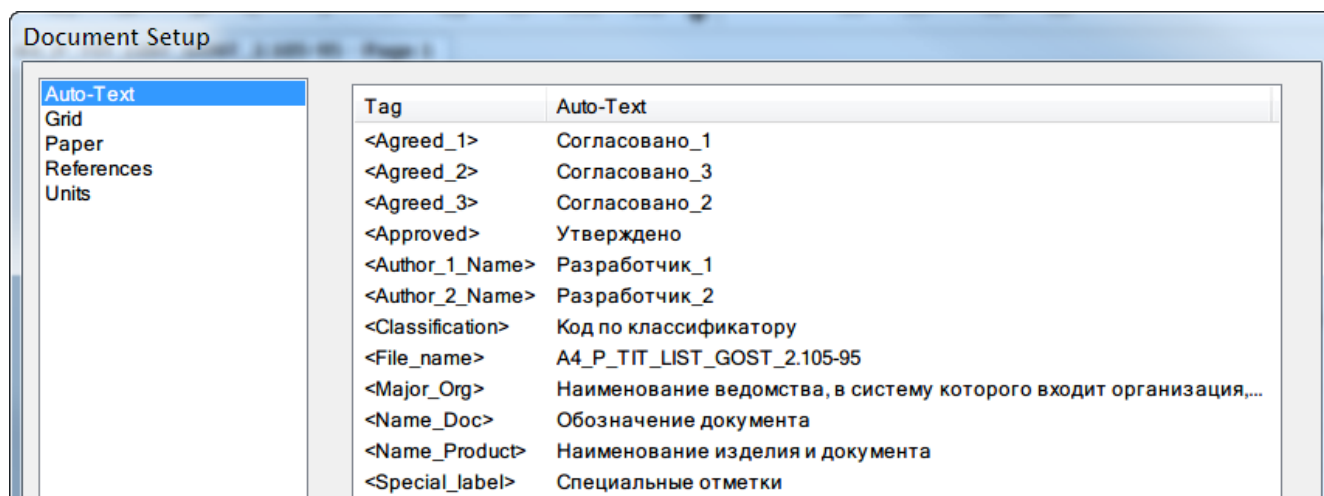 Document Setup
Auto-Text
Grid
Paper
References
Units
Tag Auto-Text
<Agreed_1> Согласовано_1
<Agreed_2> Согласовано_3
<Agreed_3> Согласовано_2
<Approved> Утверждено
<Author_1_Name> Разработчик_1
<Author_2_Name> Разработчик_2
<Classification> Код по классификатору
<File_name> A4_P_TIT_LIST_GOST_2.105-95
<Major_Org> Наименование ведомства, в систему которого входит организация,...
<Name_Doc> Обозначение документа
<Name_Product> Наименование изделия и документа
<Special_label> Специальные отметки